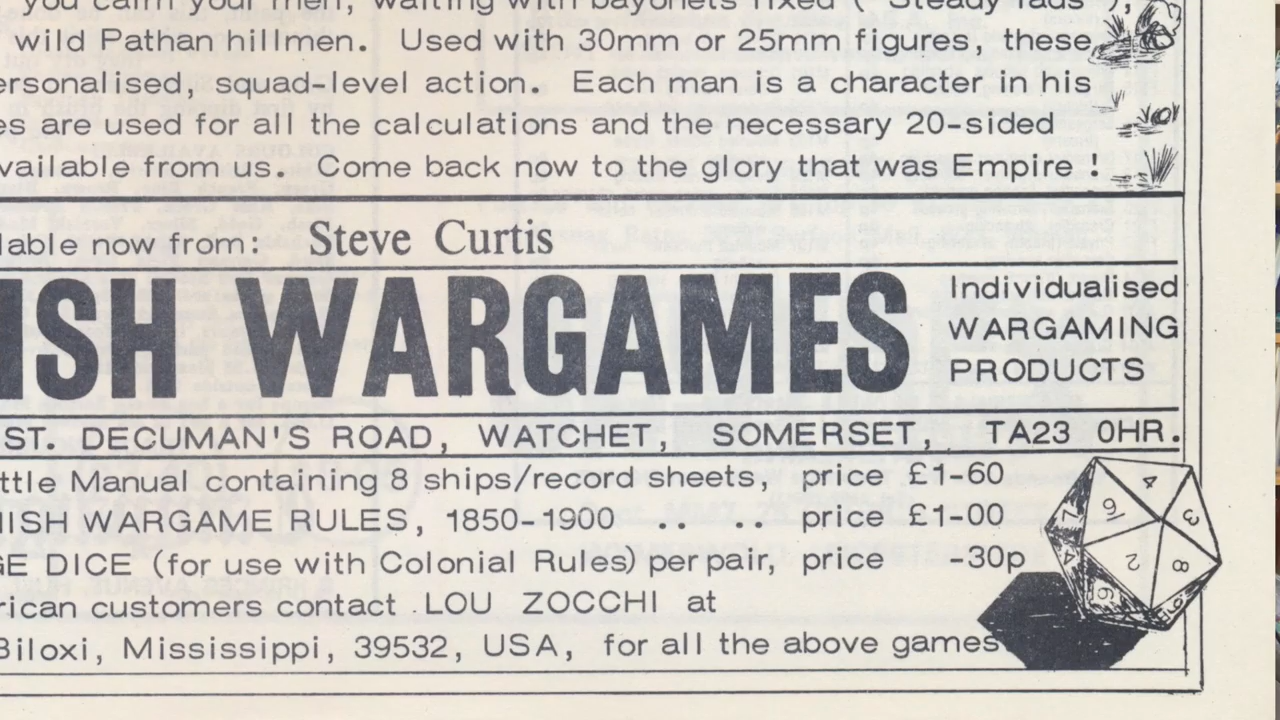 you calm your men, waiting with bayonets fixed ("Steady lads"),
wild Pathan hillmen. Used with 30mm or 25mm figures, these
ersonalised, squad-level action. Each man is a character in his
es are used for all the calculations and the necessary 20-sided
vailable from us. Come back now to the glory that was Empire!
lable now from: Steve Curtis
ISH WARGAMES
Individualised
WARGAMING
PRODUCTS
ST. DECUMAN'S ROAD, WATCHET, SOMERSET, TA23 0HR.
ttle Manual containing 8 ships/record sheets, price £1-60
NISH WARGAME RULES, 1850-1900 .. .. price £1-00
GE DICE (for use with Colonial Rules) per pair, price -30p
rican customers contact LOU ZOCCHI at
Biloxi, Mississippi, 39532, USA, for all the above games
4
3
2
8